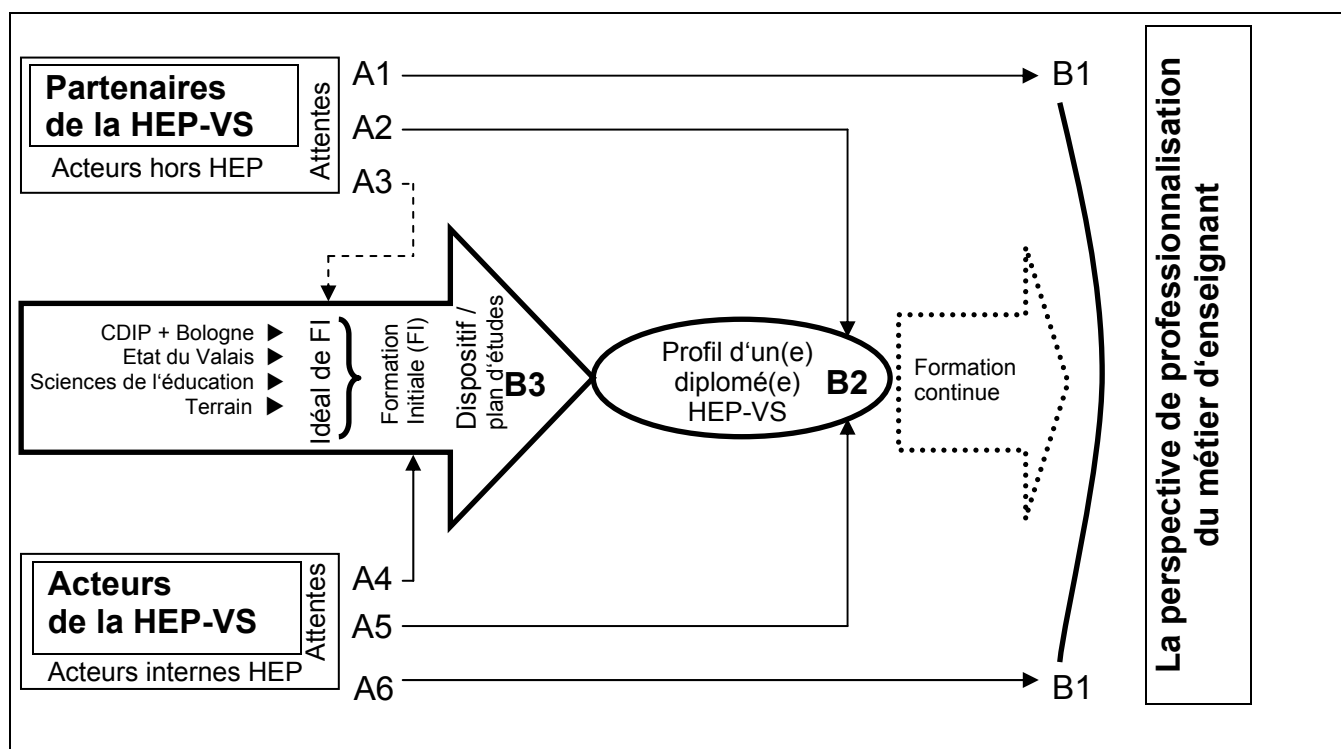 Partenaires
de la HEP-VS
Acteurs hors HEP
Attentes
A1
A2
A3
B1
CDIP + Bologne
Etat du Valais
Sciences de l'éducation
Terrain
Idéal de FI
Formation
Initiale (FI)
Dispositif /
plan d'études
B3
Profil d'un(e)
diplomé(e)
HEP-VS
B2
Formation
continue
Acteurs
de la HEP-VS
Acteurs internes HEP
Attentes
A4
A5
A6
B1
La perspective de professionnalisation
du métier d'enseignant